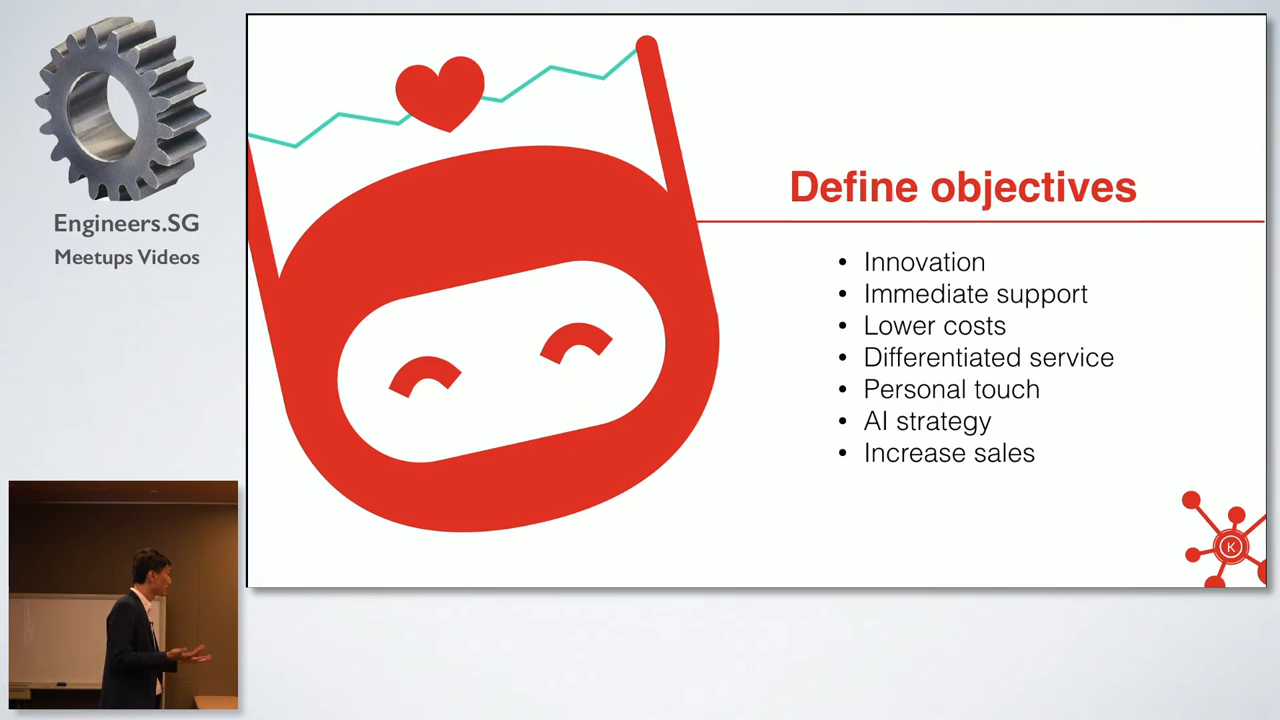 Engineers.SG
Meetups Videos
Define objectives
• Innovation
• Immediate support
• Lower costs
• Differentiated service
• Personal touch
• AI strategy
• Increase sales
K